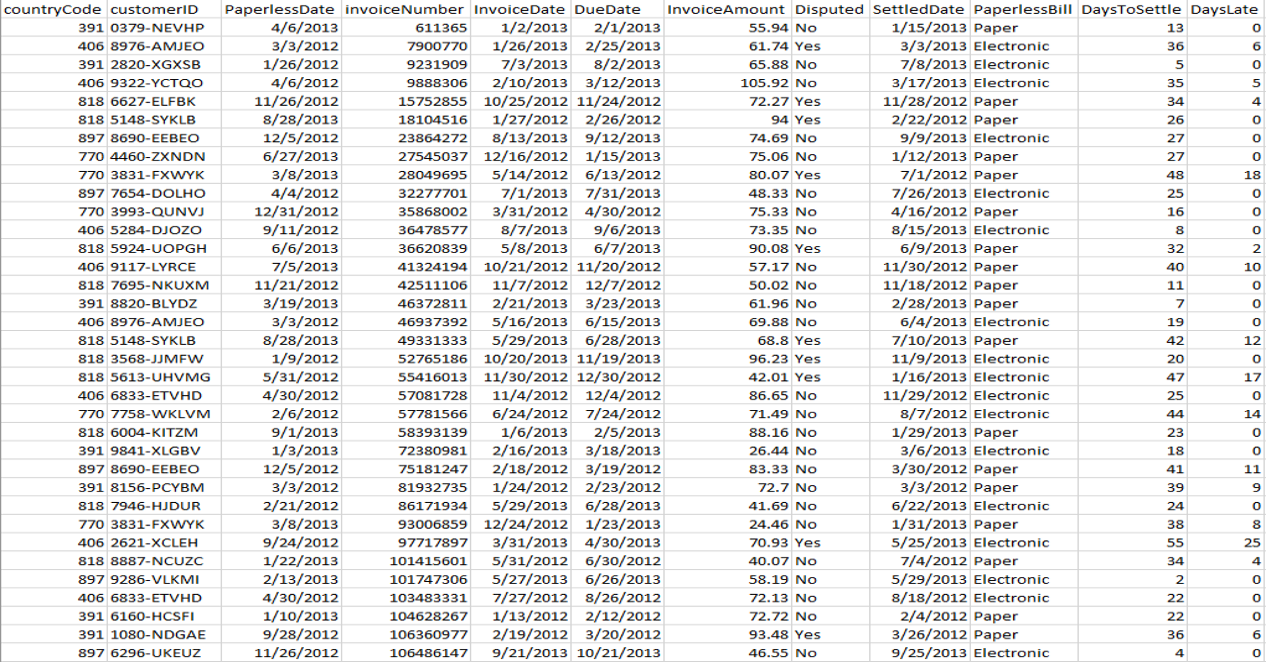 countryCode customerID PaperlessDate invoiceNumber InvoiceDate DueDate InvoiceAmount Disputed SettledDate PaperlessBill DaysToSettle DaysLate
391 0379-NEVHP 4/6/2013 611365 1/2/2013 2/1/2013 55.94 No 1/15/2013 Paper 13 0
406 8976-AMJEO 3/3/2012 7900770 1/26/2013 2/25/2013 61.74 Yes 3/3/2013 Electronic 36 6
391 2820-XGXSB 1/26/2012 9231909 7/3/2013 8/2/2013 65.88 No 7/8/2013 Electronic 5 0
406 9322-YCTQO 4/6/2012 9888306 2/10/2013 3/12/2013 105.92 No 3/17/2013 Electronic 35 5
818 6627-ELFBK 11/26/2012 15752855 10/25/2012 11/24/2012 72.27 Yes 11/28/2012 Paper 34 4
818 5148-SYKLB 8/28/2013 18104516 1/27/2012 2/26/2012 94 Yes 2/22/2012 Paper 26 0
897 8690-EEBEO 12/5/2012 23864272 8/13/2013 9/12/2013 74.69 No 9/9/2013 Electronic 27 0
770 4460-ZXNDN 6/27/2013 27545037 12/16/2012 1/15/2013 75.06 No 1/12/2013 Paper 27 0
770 3831-FXWYK 3/8/2013 28049695 5/14/2012 6/13/2012 80.07 Yes 7/1/2012 Paper 48 18
897 7654-DOLHO 4/4/2012 32277701 7/1/2013 7/31/2013 48.33 No 7/26/2013 Electronic 25 0
770 3993-QUNVJ 12/31/2012 35868002 3/31/2012 4/30/2012 75.33 No 4/16/2012 Paper 16 0
406 5284-DJOZO 9/11/2012 36478577 8/7/2013 9/6/2013 73.35 No 8/15/2013 Electronic 8 0
818 5924-UOPGH 6/6/2013 36620839 5/8/2013 6/7/2013 90.08 Yes 6/9/2013 Paper 32 2
406 9117-LYRCE 7/5/2013 41324194 10/21/2012 11/20/2012 57.17 No 11/30/2012 Paper 40 10
818 7695-NKUXM 11/21/2012 42511106 11/7/2012 12/7/2012 50.02 No 11/18/2012 Paper 11 0
391 8820-BLYDZ 3/19/2013 46372811 2/21/2013 3/23/2013 61.96 No 2/28/2013 Paper 7 0
406 8976-AMJEO 3/3/2012 46937392 5/16/2013 6/15/2013 69.88 No 6/4/2013 Electronic 19 0
818 5148-SYKLB 8/28/2013 49331333 5/29/2013 6/28/2013 68.8 Yes 7/10/2013 Paper 42 12
818 3568-JJMFW 1/9/2012 52765186 10/20/2013 11/19/2013 96.23 Yes 11/9/2013 Electronic 20 0
818 5613-UHVMG 5/31/2012 55416013 11/30/2012 12/30/2012 42.01 Yes 1/16/2013 Electronic 47 17
406 6833-ETVHD 4/30/2012 57081728 11/4/2012 12/4/2012 86.65 No 11/29/2012 Electronic 25 0
770 7758-WKLVM 2/6/2012 57781566 6/24/2012 7/24/2012 71.49 No 8/7/2012 Electronic 44 14
818 6004-KITZM 9/1/2013 58393139 1/6/2013 2/5/2013 88.16 No 1/29/2013 Paper 23 0
391 9841-XLGBV 1/3/2013 72380981 2/16/2013 3/18/2013 26.44 No 3/6/2013 Electronic 18 0
897 8690-EEBEO 12/5/2012 75181247 2/18/2012 3/19/2012 83.33 No 3/30/2012 Paper 41 11
391 8156-PCYBM 3/3/2012 81932735 1/24/2012 2/23/2012 72.7 No 3/3/2012 Paper 39 9
818 7946-HJDUR 2/21/2012 86171934 5/29/2013 6/28/2013 41.69 No 6/22/2013 Electronic 24 0
770 3831-FXWYK 3/8/2013 93006859 12/24/2012 1/23/2013 24.46 No 1/31/2013 Paper 38 8
406 2621-XCLEH 9/24/2012 97717897 3/31/2013 4/30/2013 70.93 Yes 5/25/2013 Electronic 55 25
818 8887-NCUZC 1/22/2013 101415601 5/31/2012 6/30/2012 40.07 No 7/4/2012 Paper 34 4
897 9286-VLKMI 2/13/2013 101747306 5/27/2013 6/26/2013 58.19 No 5/29/2013 Electronic 2 0
406 6833-ETVHD 4/30/2012 103483331 7/27/2012 8/26/2012 72.13 No 8/18/2012 Electronic 22 0
391 6160-HCSFI 1/10/2013 104628267 1/13/2012 2/12/2012 72.72 No 2/4/2012 Paper 22 0
391 1080-NDGAE 9/28/2012 106360977 2/19/2012 3/20/2012 93.48 Yes 3/26/2012 Paper 36 6
897 6296-UKEUZ 11/26/2012 106486147 9/21/2013 10/21/2013 46.55 No 9/25/2013 Electronic 4 0